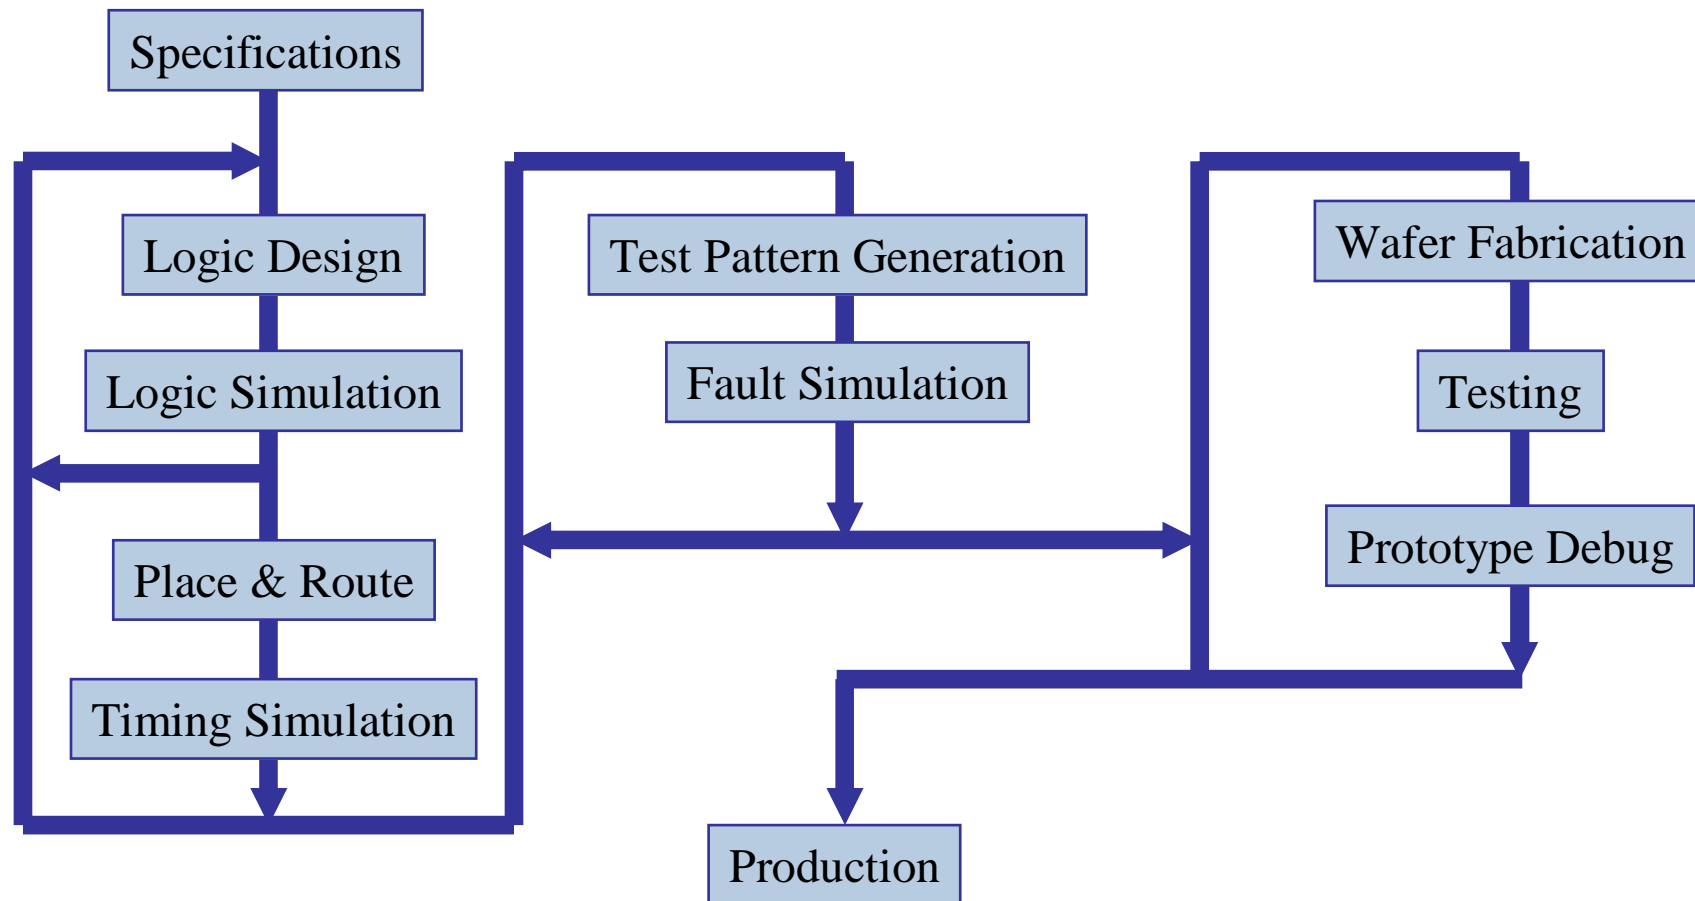 Specifications
Logic Design
Logic Simulation
Place & Route
Timing Simulation
Test Pattern Generation
Fault Simulation
Wafer Fabrication
Testing
Prototype Debug
Production